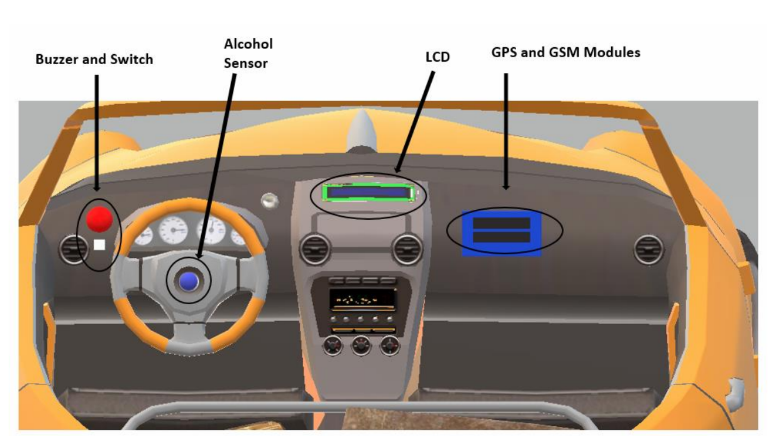 Buzzer and Switch
Alcohol
Sensor
LCD
GPS and GSM Modules